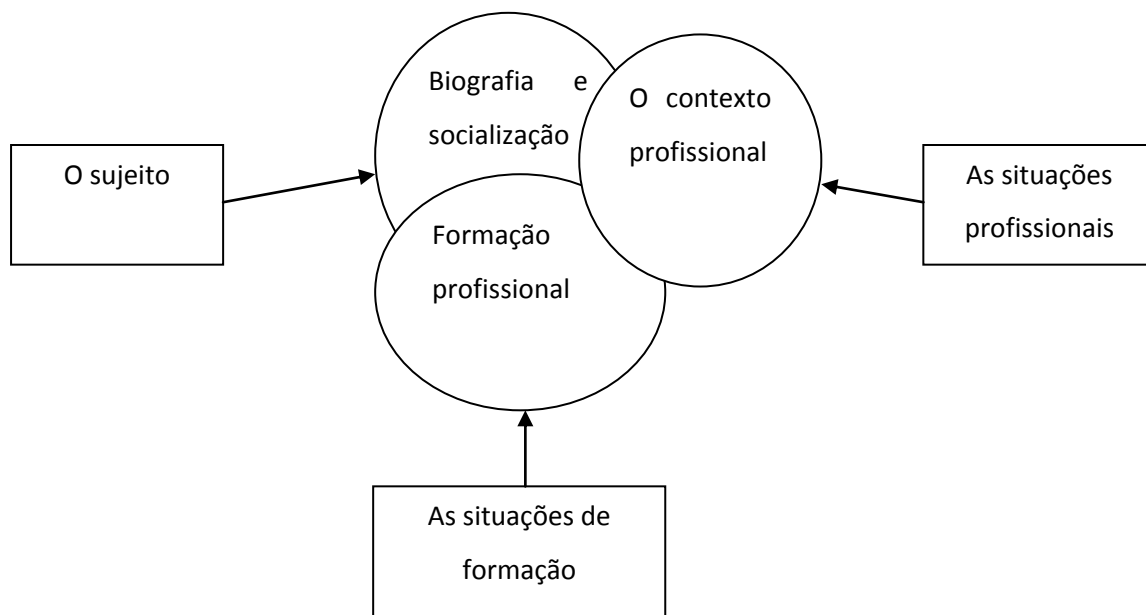 Biografia e
socialização
O contexto
profissional
O sujeito
As situações
profissionais
Formação
profissional
As situações de
formação